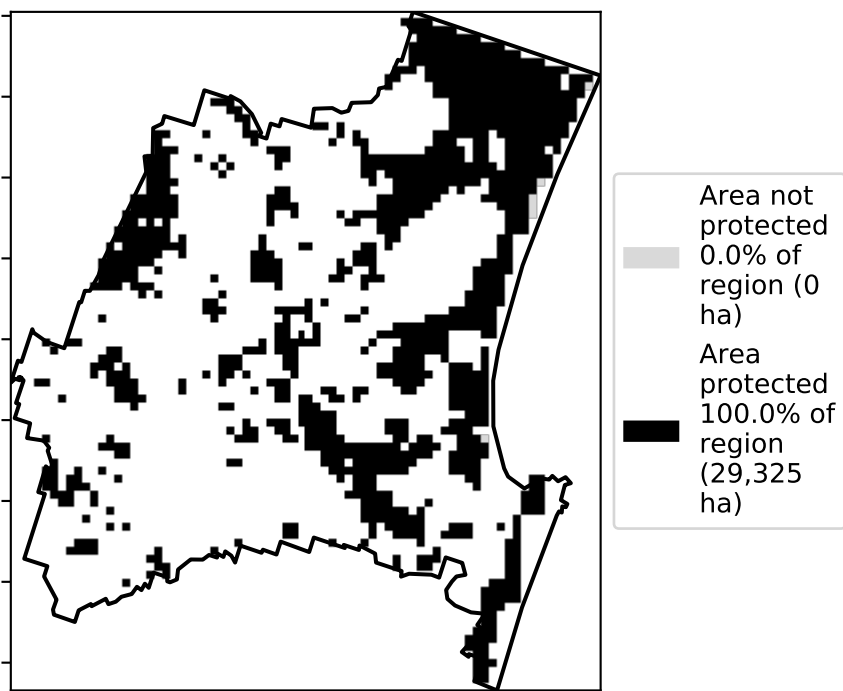 Area not
protected
0.0% of
region (0
ha)
Area
protected
100.0% of
region
(29,325
ha)